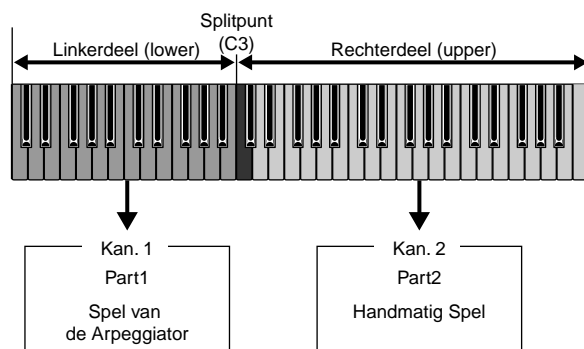 Splitpunt
(C3)
Linkerdeel (lower)
Rechterdeel (upper)
Kan. 1
Part1
Spel van
de Arpeggiator
Kan. 2
Part2
Handmatig Spel